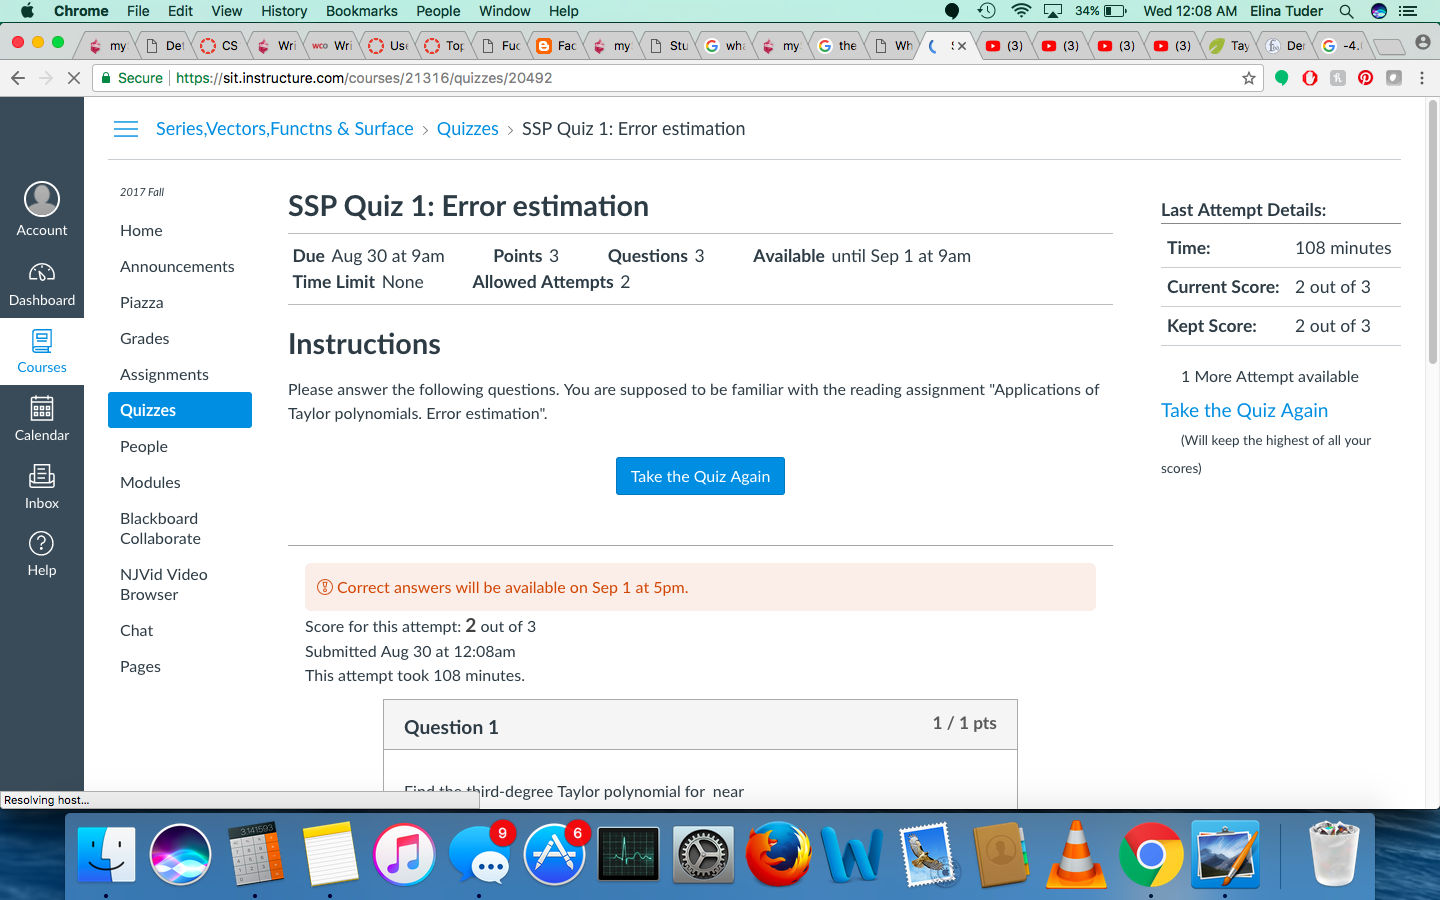 Chrome File Edit View History Bookmarks People Window Help 34% Wed 12:08 AM Elina Tuder
my Det CS Wri WCO Wri Use Top Fuc Fac my Stu wha my the Wh (3) (3) (3) (3) Tay Der -4.
Secure https://sit.instructure.com/courses/21316/quizzes/20492
Series,Vectors,Functns & Surface > Quizzes > SSP Quiz 1: Error estimation
Account
Dashboard
Courses
Calendar
Inbox
Help
2017 Fall
Home
Announcements
Piazza
Grades
Assignments
Quizzes
People
Modules
Blackboard
Collaborate
NJVid Video
Browser
Chat
Pages
SSP Quiz 1: Error estimation
Due Aug 30 at 9am Points 3 Questions 3 Available until Sep 1 at 9am
Time Limit None Allowed Attempts 2
Instructions
Please answer the following questions. You are supposed to be familiar with the reading assignment "Applications of
Taylor polynomials. Error estimation".
Take the Quiz Again
Correct answers will be available on Sep 1 at 5pm.
Score for this attempt: 2 out of 3
Submitted Aug 30 at 12:08am
This attempt took 108 minutes.
Question 1 1 / 1 pts
Find the third-degree Taylor polynomial for near
Last Attempt Details:
Time: 108 minutes
Current Score: 2 out of 3
Kept Score: 2 out of 3
1 More Attempt available
Take the Quiz Again
(Will keep the highest of all your
scores)
Resolving host...
3.141593
9
6